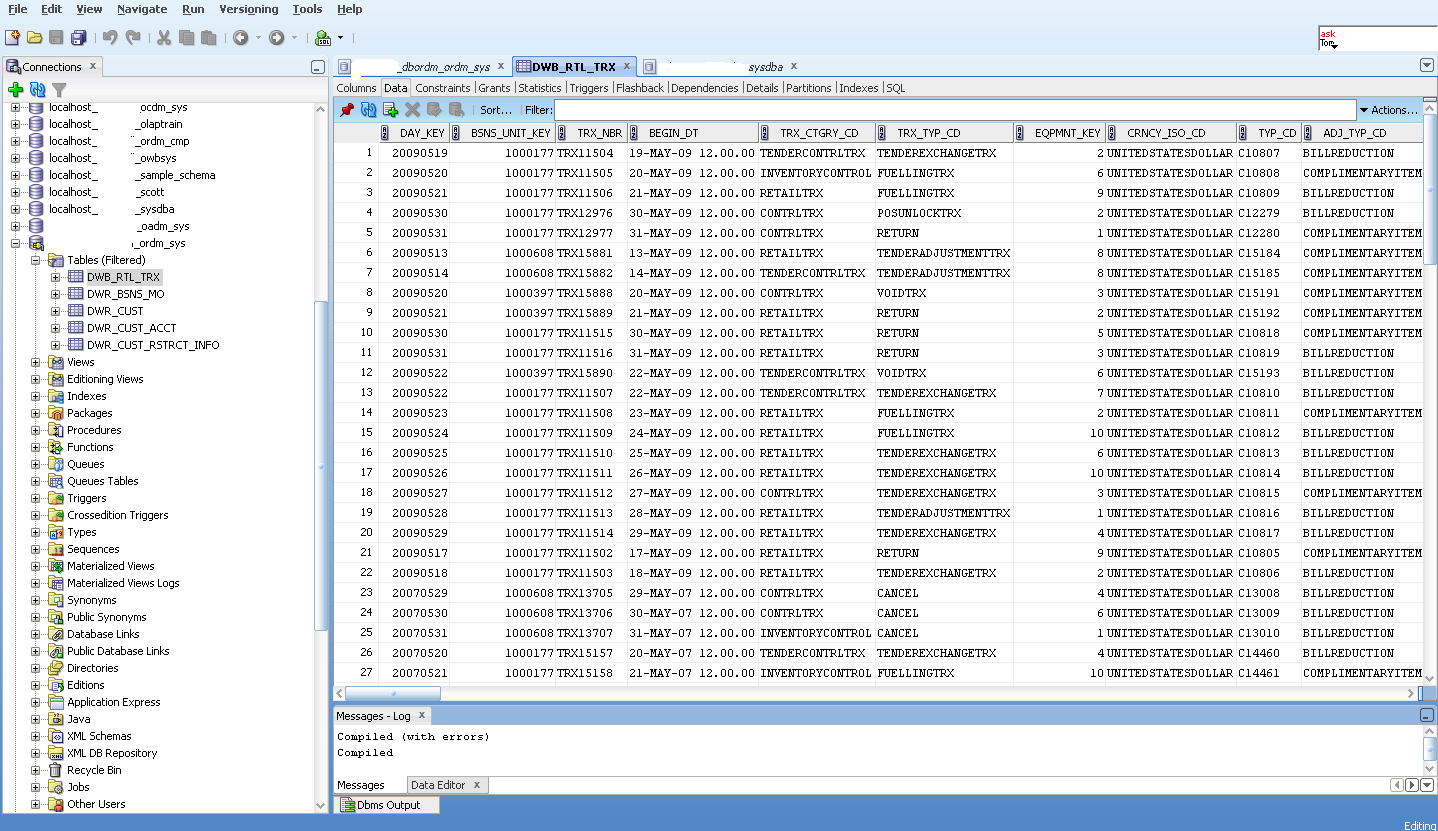 File Edit View Navigate Run Versioning Tools Help
ask
Tom
Connections
localhost_ ocdm_sys
localhost_ _olaptrain
localhost_ _ordm_cmp
localhost_ _owbsys
localhost_ _sample_schema
localhost_ _scott
localhost_ _sysdba
_oadm_sys
_ordm_sys
Tables (Filtered)
DWB_RTL_TRX
DWR_BSNS_MO
DWR_CUST
DWR_CUST_ACCT
DWR_CUST_RSTRCT_INFO
Views
Editioning Views
Indexes
Packages
Procedures
Functions
Queues
Queues Tables
Triggers
Crossedition Triggers
Types
Sequences
Materialized Views
Materialized Views Logs
Synonyms
Public Synonyms
Database Links
Public Database Links
Directories
Editions
Application Express
Java
XML Schemas
XML DB Repository
Recycle Bin
Jobs
Other Users
_dbordm_ordm_sys DWB_RTL_TRX sysdba
Columns Data Constraints Grants Statistics Triggers Flashback Dependencies Details Partitions Indexes SQL
Sort... Filter: Actions...
DAY_KEY BSNS_UNIT_KEY TRX_NBR BEGIN_DT TRX_CTGRY_CD TRX_TYP_CD EQPMNT_KEY CRNCY_ISO_CD TYP_CD ADJ_TYP_CD
1 20090519 1000177 TRX11504 19-MAY-09 12.00.00 TENDERCONTRLTRX TENDEREXCHANGETRX 2 UNITEDSTATESDOLLAR C10807 BILLREDUCTION
2 20090520 1000177 TRX11505 20-MAY-09 12.00.00 INVENTORYCONTROL FUELLINGTRX 6 UNITEDSTATESDOLLAR C10808 COMPLIMENTARYITEM
3 20090521 1000177 TRX11506 21-MAY-09 12.00.00 RETAILTRX FUELLINGTRX 9 UNITEDSTATESDOLLAR C10809 BILLREDUCTION
4 20090530 1000177 TRX12976 30-MAY-09 12.00.00 CONTRLTRX POSUNLOCKTRX 2 UNITEDSTATESDOLLAR C12279 BILLREDUCTION
5 20090531 1000177 TRX12977 31-MAY-09 12.00.00 CONTRLTRX RETURN 1 UNITEDSTATESDOLLAR C12280 COMPLIMENTARYITEM
6 20090513 1000608 TRX15881 13-MAY-09 12.00.00 RETAILTRX TENDERADJUSTMENTTRX 8 UNITEDSTATESDOLLAR C15184 COMPLIMENTARYITEM
7 20090514 1000608 TRX15882 14-MAY-09 12.00.00 TENDERCONTRLTRX TENDERADJUSTMENTTRX 8 UNITEDSTATESDOLLAR C15185 COMPLIMENTARYITEM
8 20090520 1000397 TRX15888 20-MAY-09 12.00.00 CONTRLTRX VOIDTRX 3 UNITEDSTATESDOLLAR C15191 COMPLIMENTARYITEM
9 20090521 1000397 TRX15889 21-MAY-09 12.00.00 RETAILTRX RETURN 2 UNITEDSTATESDOLLAR C15192 COMPLIMENTARYITEM
10 20090530 1000177 TRX11515 30-MAY-09 12.00.00 RETAILTRX RETURN 5 UNITEDSTATESDOLLAR C10818 COMPLIMENTARYITEM
11 20090531 1000177 TRX11516 31-MAY-09 12.00.00 RETAILTRX RETURN 3 UNITEDSTATESDOLLAR C10819 BILLREDUCTION
12 20090522 1000397 TRX15890 22-MAY-09 12.00.00 TENDERCONTRLTRX VOIDTRX 6 UNITEDSTATESDOLLAR C15193 BILLREDUCTION
13 20090522 1000177 TRX11507 22-MAY-09 12.00.00 TENDERCONTRLTRX TENDEREXCHANGETRX 7 UNITEDSTATESDOLLAR C10810 BILLREDUCTION
14 20090523 1000177 TRX11508 23-MAY-09 12.00.00 RETAILTRX FUELLINGTRX 2 UNITEDSTATESDOLLAR C10811 COMPLIMENTARYITEM
15 20090524 1000177 TRX11509 24-MAY-09 12.00.00 RETAILTRX FUELLINGTRX 10 UNITEDSTATESDOLLAR C10812 BILLREDUCTION
16 20090525 1000177 TRX11510 25-MAY-09 12.00.00 RETAILTRX TENDEREXCHANGETRX 6 UNITEDSTATESDOLLAR C10813 BILLREDUCTION
17 20090526 1000177 TRX11511 26-MAY-09 12.00.00 RETAILTRX TENDEREXCHANGETRX 10 UNITEDSTATESDOLLAR C10814 BILLREDUCTION
18 20090527 1000177 TRX11512 27-MAY-09 12.00.00 CONTRLTRX TENDEREXCHANGETRX 3 UNITEDSTATESDOLLAR C10815 COMPLIMENTARYITEM
19 20090528 1000177 TRX11513 28-MAY-09 12.00.00 RETAILTRX TENDERADJUSTMENTTRX 1 UNITEDSTATESDOLLAR C10816 BILLREDUCTION
20 20090529 1000177 TRX11514 29-MAY-09 12.00.00 RETAILTRX TENDEREXCHANGETRX 4 UNITEDSTATESDOLLAR C10817 BILLREDUCTION
21 20090517 1000177 TRX11502 17-MAY-09 12.00.00 RETAILTRX RETURN 9 UNITEDSTATESDOLLAR C10805 COMPLIMENTARYITEM
22 20090518 1000177 TRX11503 18-MAY-09 12.00.00 RETAILTRX TENDEREXCHANGETRX 2 UNITEDSTATESDOLLAR C10806 BILLREDUCTION
23 20070529 1000608 TRX13705 29-MAY-07 12.00.00 CONTRLTRX CANCEL 4 UNITEDSTATESDOLLAR C13008 BILLREDUCTION
24 20070530 1000608 TRX13706 30-MAY-07 12.00.00 CONTRLTRX CANCEL 6 UNITEDSTATESDOLLAR C13009 BILLREDUCTION
25 20070531 1000608 TRX13707 31-MAY-07 12.00.00 INVENTORYCONTROL CANCEL 1 UNITEDSTATESDOLLAR C13010 BILLREDUCTION
26 20070520 1000608 TRX15157 20-MAY-07 12.00.00 TENDERCONTRLTRX TENDEREXCHANGETRX 4 UNITEDSTATESDOLLAR C14460 BILLREDUCTION
27 20070521 1000608 TRX15158 21-MAY-07 12.00.00 INVENTORYCONTROL FUELLINGTRX 10 UNITEDSTATESDOLLAR C14461 COMPLIMENTARYITEM
Messages - Log
Compiled (with errors)
Compiled
Messages Data Editor
Dbms Output
Editing